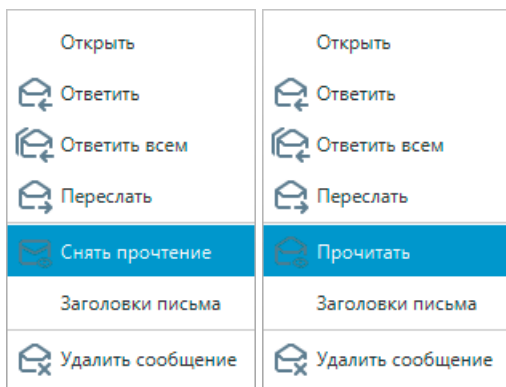 Открыть
Ответить
Ответить всем
Переслать
Снять прочтение
Заголовки письма
Удалить сообщение
Открыть
Ответить
Ответить всем
Переслать
Прочитать
Заголовки письма
Удалить сообщение